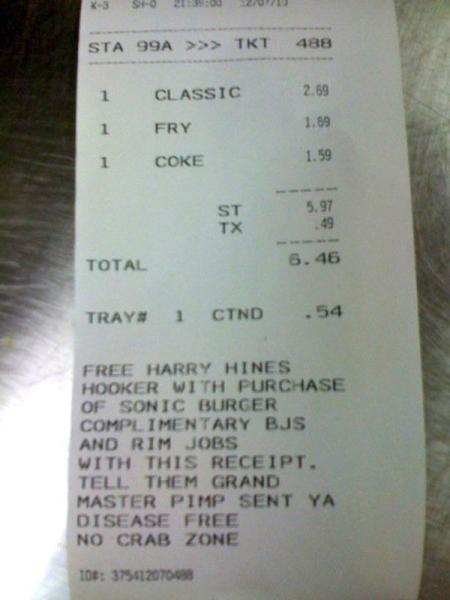 K-3 SH-0 21:39:00 12/07/10
STA 99A >>> TKT 488
1 CLASSIC 2.69
1 FRY 1.69
1 COKE 1.59
ST 5.97
TX .49
TOTAL 6.46
TRAY# 1 CTND .54
FREE HARRY HINES
HOOKER WITH PURCHASE
OF SONIC BURGER
COMPLIMENTARY BJS
AND RIM JOBS
WITH THIS RECEIPT.
TELL THEM GRAND
MASTER PIMP SENT YA
DISEASE FREE
NO CRAB ZONE
ID#: 375412070488